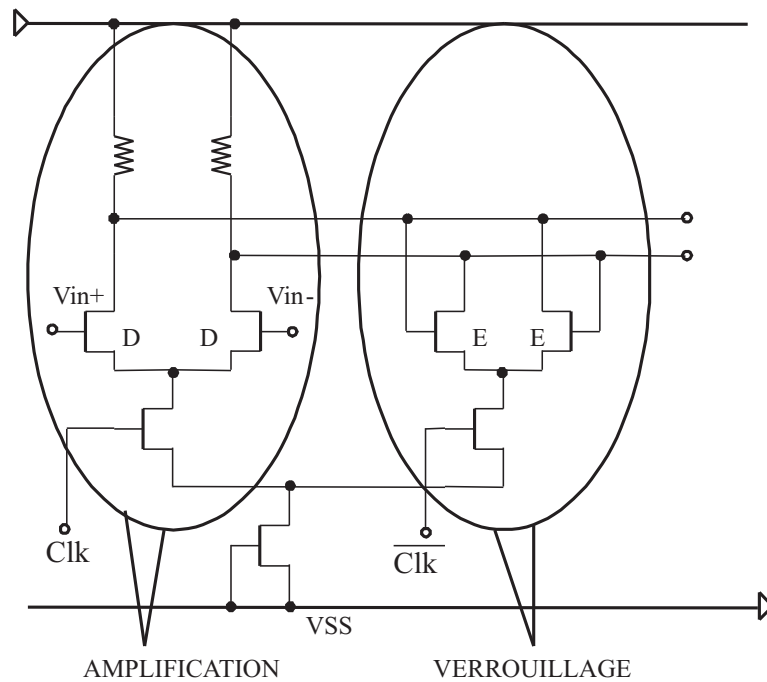 Vin+
Vin-
D
D
E
E
Clk
Clk
VSS
AMPLIFICATION
VERROUILLAGE